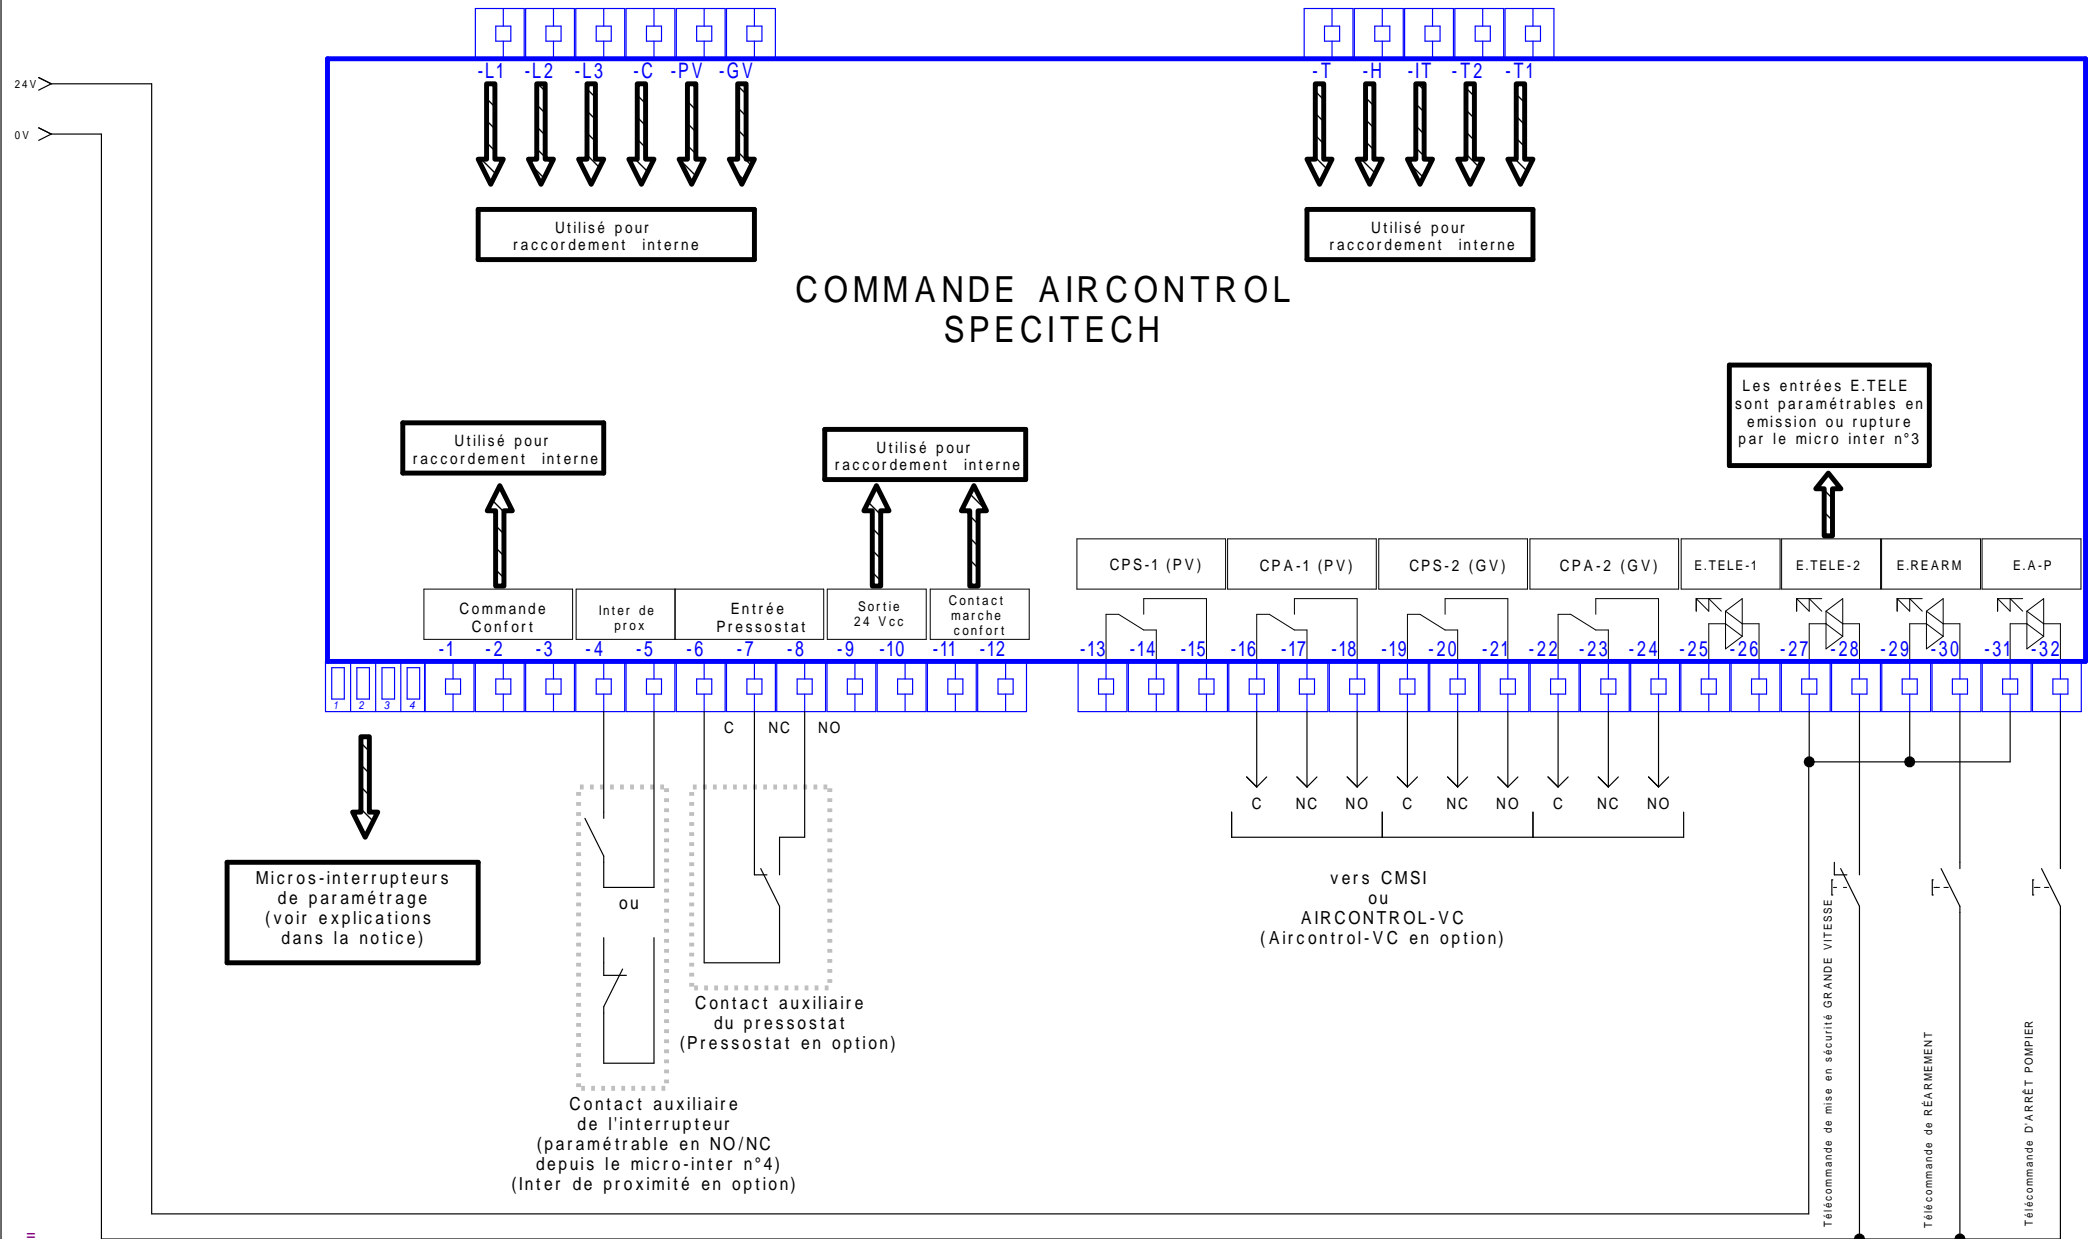 -L1 -L2 -L3 -C -PV -GV
-T -H -IT -T2 -T1
24V
0V
Utilisé pour
raccordement interne
Utilisé pour
raccordement interne
COMMANDE AIRCONTROL
SPECITECH
Les entrées E.TELE
sont paramétrables en
emission ou rupture
par le micro inter n°3
Utilisé pour
raccordement interne
Utilisé pour
raccordement interne
Commande
Confort
Inter de
prox
Entrée
Pressostat
Sortie
24 Vcc
Contact
marche
confort
CPS-1 (PV)
CPA-1 (PV)
CPS-2 (GV)
CPA-2 (GV)
E.TELE-1
E.TELE-2
E.REARM
E.A-P
-1 -2 -3 -4 -5 -6 -7 -8 -9 -10 -11 -12
-13 -14 -15 -16 -17 -18 -19 -20 -21 -22 -23 -24 -25 -26 -27 -28 -29 -30 -31 -32
1 2 3 4
C NC NO
C NC NO C NC NO C NC NO
Micros-interrupteurs
de paramétrage
(voir explications
dans la notice)
ou
vers CMSI
ou
AIRCONTROL-VC
(Aircontrol-VC en option)
Contact auxiliaire
du pressostat
(Pressostat en option)
Contact auxiliaire
de l'interrupteur
(paramétrable en NO/NC
depuis le micro-inter n°4)
(Inter de proximité en option)
Télécommande de mise en sécurité GRANDE VITESSE
Télécommande de RÉARMEMENT
Télécommande D'ARRÊT POMPIER